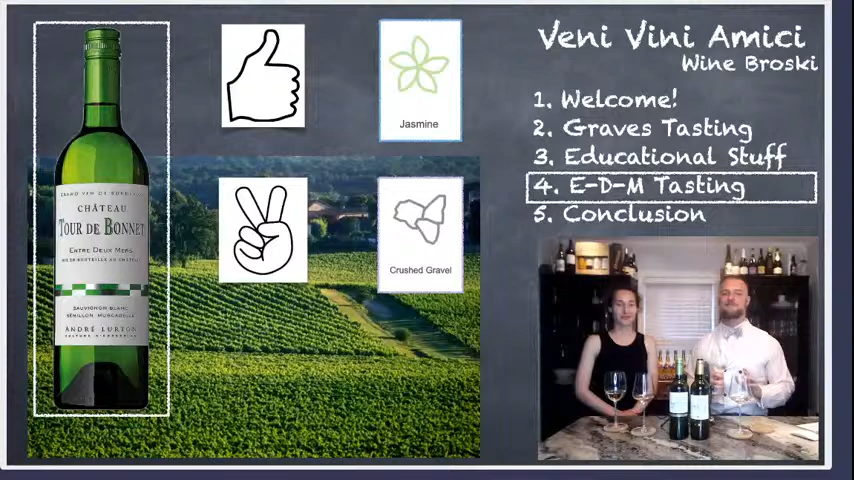 Veni Vini Amici
Wine Broski
1. Welcome!
2. Graves Tasting
3. Educational Stuff
4. E-D-M Tasting
5. Conclusion
Jasmine
Crushed Gravel
CHÂTEAU
TOUR DE BONNET
ENTRE DEUX MERS
SAUVIGNON BLANC
SÉMILLON MUSCADELLE
ANDRÉ LURTON